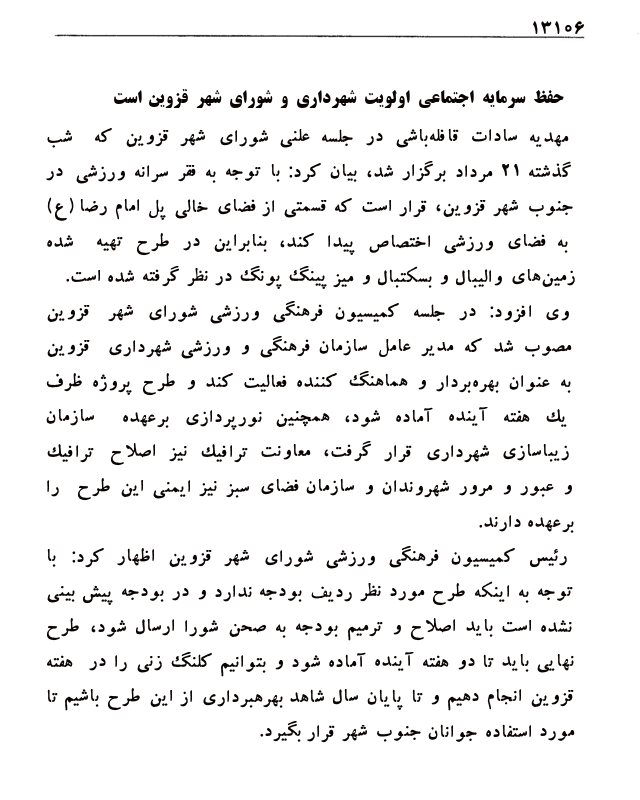 ۱۳۱۰۶
حفظ سرمایه اجتماعی اولویت شهرداری و شورای شهر قزوین است
مهدیه سادات قافله‌باشی در جلسه علنی شورای شهر قزوین که شب
گذشته ۲۱ مرداد برگزار شد، بیان کرد: با توجه به فقر سرانه ورزشی در
جنوب شهر قزوین، قرار است که قسمتی از فضای خالی پل امام رضا (ع)
به فضای ورزشی اختصاص پیدا کند، بنابراین در طرح تهیه شده
زمین‌های والیبال و بسکتبال و میز پینگ پونگ در نظر گرفته شده است.
وی افزود: در جلسه کمیسیون فرهنگی ورزشی شورای شهر قزوین
مصوب شد که مدیر عامل سازمان فرهنگی و ورزشی شهرداری قزوین
به عنوان بهره‌بردار و هماهنگ کننده فعالیت کند و طرح پروژه ظرف
یك هفته آینده آماده شود، همچنین نورپردازی برعهده سازمان
زیباسازی شهرداری قرار گرفت، معاونت ترافیك نیز اصلاح ترافیك
و عبور و مرور شهروندان و سازمان فضای سبز نیز ایمنی این طرح را
برعهده دارند.
رئیس کمیسیون فرهنگی ورزشی شورای شهر قزوین اظهار کرد: با
توجه به اینکه طرح مورد نظر ردیف بودجه ندارد و در بودجه پیش بینی
نشده است باید اصلاح و ترمیم بودجه به صحن شورا ارسال شود، طرح
نهایی باید تا دو هفته آینده آماده شود و بتوانیم کلنگ زنی را در هفته
قزوین انجام دهیم و تا پایان سال شاهد بهرهبرداری از این طرح باشیم تا
مورد استفاده جوانان جنوب شهر قرار بگیرد.